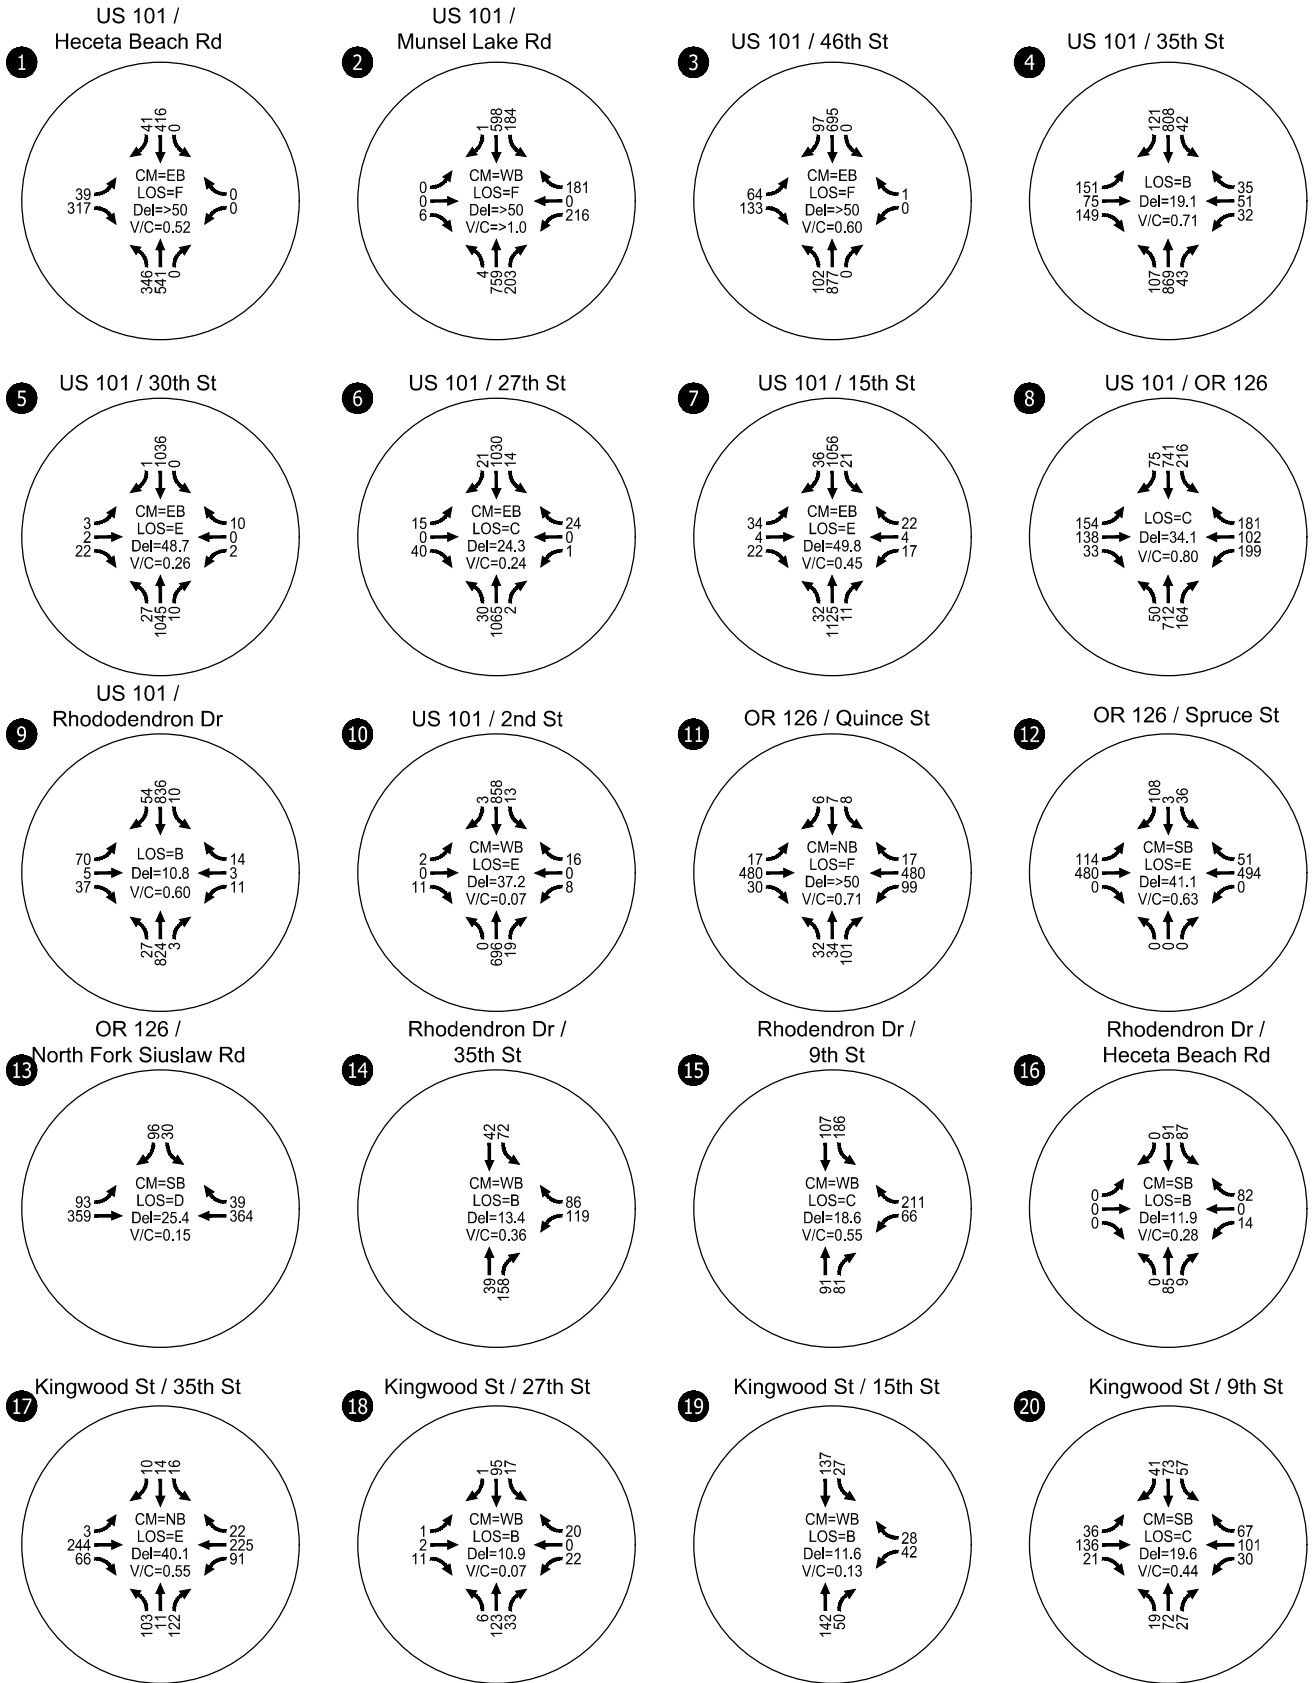 US 101 /
Heceta Beach Rd
1
41 416 0
39
317
CM=EB
LOS=F
Del=>50
V/C=0.52
0
0
346 541 0
US 101 /
Munsel Lake Rd
2
1 598 184
0
0
6
CM=WB
LOS=F
Del=>50
V/C=>1.0
181
0
216
4 759 203
US 101 / 46th St
3
97 695 0
64
133
CM=EB
LOS=F
Del=>50
V/C=0.60
1
0
102 877 0
US 101 / 35th St
4
121 808 42
151
75
149
LOS=B
Del=19.1
V/C=0.71
35
51
32
107 869 43
US 101 / 30th St
5
1 1036 0
3
2
22
CM=EB
LOS=E
Del=48.7
V/C=0.26
10
0
2
27 1045 10
US 101 / 27th St
6
21 1030 14
15
0
40
CM=EB
LOS=C
Del=24.3
V/C=0.24
24
0
1
30 1065 2
US 101 / 15th St
7
36 1056 21
34
4
22
CM=EB
LOS=E
Del=49.8
V/C=0.45
22
4
17
32 1125 11
US 101 / OR 126
8
75 741 216
154
138
33
LOS=C
Del=34.1
V/C=0.80
181
102
199
50 712 164
US 101 /
Rhododendron Dr
9
54 836 10
70
5
37
LOS=B
Del=10.8
V/C=0.60
14
3
11
27 824 3
US 101 / 2nd St
10
3 858 13
2
0
11
CM=WB
LOS=E
Del=37.2
V/C=0.07
16
0
8
0 696 19
OR 126 / Quince St
11
6 7 8
17
480
30
CM=NB
LOS=F
Del=>50
V/C=0.71
17
480
99
32 34 101
OR 126 / Spruce St
12
108 3 36
114
480
0
CM=SB
LOS=E
Del=41.1
V/C=0.63
51
494
0
0 0 0
OR 126 /
North Fork Siuslaw Rd
13
96 30
93
359
CM=SB
LOS=D
Del=25.4
V/C=0.15
39
364
Rhodendron Dr /
35th St
14
42 72
CM=WB
LOS=B
Del=13.4
V/C=0.36
86
119
39 158
Rhodendron Dr /
9th St
15
107 186
CM=WB
LOS=C
Del=18.6
V/C=0.55
211
66
91 81
Rhodendron Dr /
Heceta Beach Rd
16
0 91 87
0
0
0
CM=SB
LOS=B
Del=11.9
V/C=0.28
82
0
14
0 85 9
Kingwood St / 35th St
17
10 14 16
3
244
66
CM=NB
LOS=E
Del=40.1
V/C=0.55
22
225
91
103 11 122
Kingwood St / 27th St
18
1 95 17
1
2
11
CM=WB
LOS=B
Del=10.9
V/C=0.07
20
0
22
6 123 33
Kingwood St / 15th St
19
137 27
CM=WB
LOS=B
Del=11.6
V/C=0.13
28
42
142 50
Kingwood St / 9th St
20
41 73 57
36
136
21
CM=SB
LOS=C
Del=19.6
V/C=0.44
67
101
30
19 72 27